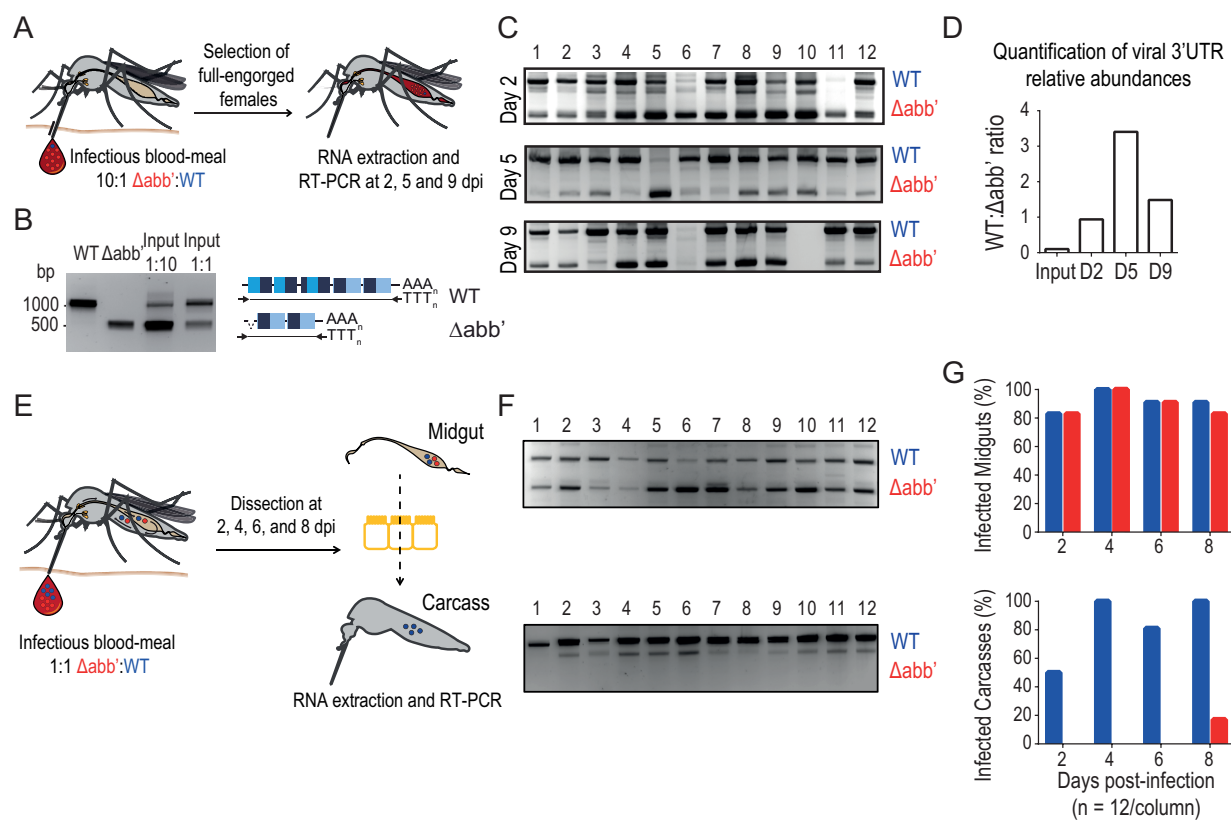 A
Selection of
full-engorged
females
Infectious blood-meal
10:1 Δabb’:WT
RNA extraction and
RT-PCR at 2, 5 and 9 dpi
B
bp
WT Δabb’ Input 1:10 Input 1:1
1000
500
AAAn
TTTn WT
AAAn
TTTn Δabb’
C
1 2 3 4 5 6 7 8 9 10 11 12
Day 2
WT
Δabb’
Day 5
WT
Δabb’
Day 9
WT
Δabb’
D
Quantification of viral 3’UTR
relative abundances
WT:Δabb’ ratio
4
3
2
1
0
Input D2 D5 D9
E
Infectious blood-meal
1:1 Δabb’:WT
Dissection at
2, 4, 6, and 8 dpi
Midgut
Carcass
RNA extraction and RT-PCR
F
1 2 3 4 5 6 7 8 9 10 11 12
WT
Δabb’
1 2 3 4 5 6 7 8 9 10 11 12
WT
Δabb’
G
Infectted Midguts (%)
100
80
60
40
20
0
2 4 6 8
Infected Carcasses (%)
100
80
60
40
20
0
2 4 6 8
Days post-infection
(n = 12/column)